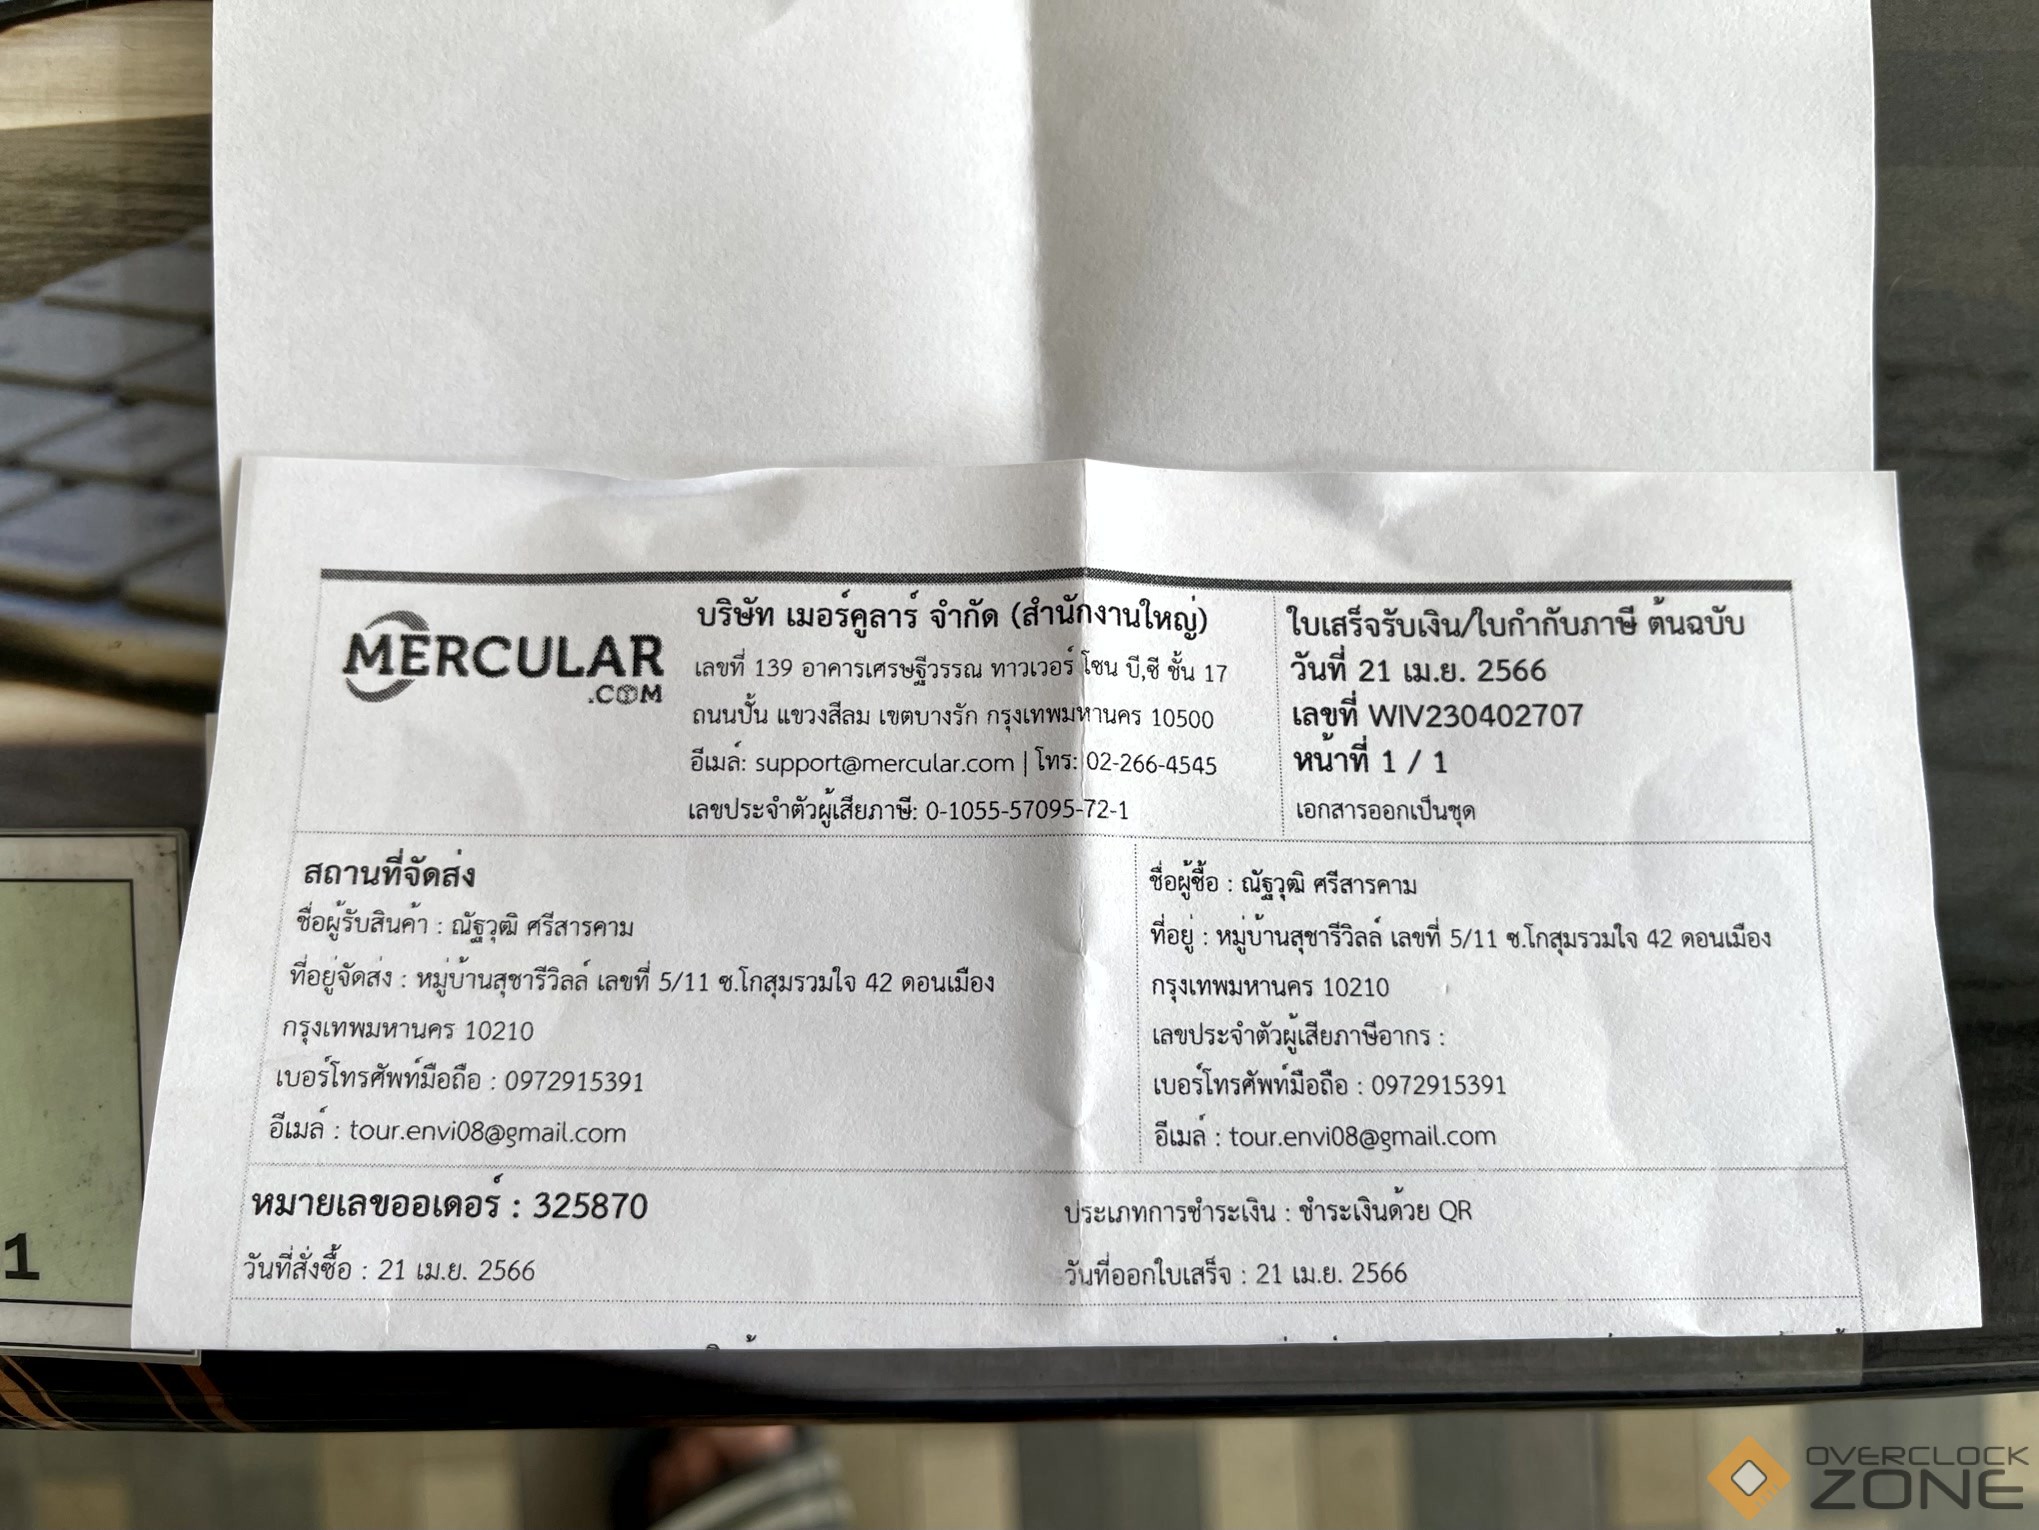 MERCULAR
.COM
บริษัท เมอร์คูลาร์ จำกัด (สำนักงานใหญ่)
เลขที่ 139 อาคารเศรษฐีวรรณ ทาวเวอร์ โซน บี,ซี ชั้น 17
ถนนปั้น แขวงสีลม เขตบางรัก กรุงเทพมหานคร 10500
อีเมล์: support@mercular.com | โทร: 02-266-4545
เลขประจำตัวผู้เสียภาษี: 0-1055-57095-72-1
ใบเสร็จรับเงิน/ใบกำกับภาษี ต้นฉบับ
วันที่ 21 เม.ย. 2566
เลขที่ WIV230402707
หน้าที่ 1 / 1
เอกสารออกเป็นชุด
สถานที่จัดส่ง
ชื่อผู้รับสินค้า : ณัฐวุฒิ ศรีสารคาม
ที่อยู่จัดส่ง : หมู่บ้านสุชารีวิลล์ เลขที่ 5/11 ซ.โกสุมรวมใจ 42 ดอนเมือง
กรุงเทพมหานคร 10210
เบอร์โทรศัพท์มือถือ : 0972915391
อีเมล์ : tour.envi08@gmail.com
ชื่อผู้ซื้อ : ณัฐวุฒิ ศรีสารคาม
ที่อยู่ : หมู่บ้านสุชารีวิลล์ เลขที่ 5/11 ซ.โกสุมรวมใจ 42 ดอนเมือง
กรุงเทพมหานคร 10210
เลขประจำตัวผู้เสียภาษีอากร :
เบอร์โทรศัพท์มือถือ : 0972915391
อีเมล์ : tour.envi08@gmail.com
หมายเลขออเดอร์ : 325870
ประเภทการชำระเงิน : ชำระเงินด้วย QR
วันที่สั่งซื้อ : 21 เม.ย. 2566
วันที่ออกใบเสร็จ : 21 เม.ย. 2566
1
OVERCLOCK
ZONE